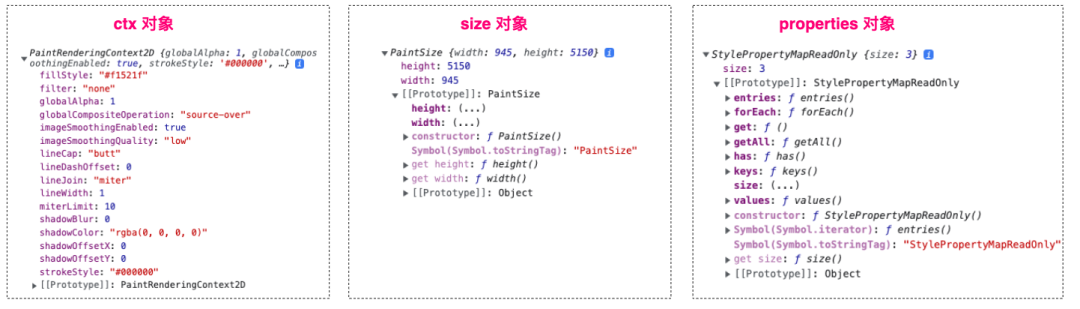 ctx 对象
PaintRenderingContext2D {globalAlpha: 1, globalCompos
oothingEnabled: true, strokeStyle: '#000000', …}
fillStyle: "#f1521f"
filter: "none"
globalAlpha: 1
globalCompositeOperation: "source-over"
imageSmoothingEnabled: true
imageSmoothingQuality: "low"
lineCap: "butt"
lineDashOffset: 0
lineJoin: "miter"
lineWidth: 1
miterLimit: 10
shadowBlur: 0
shadowColor: "rgba(0, 0, 0, 0)"
shadowOffsetX: 0
shadowOffsetY: 0
strokeStyle: "#000000"
[[Prototype]]: PaintRenderingContext2D
size 对象
PaintSize {width: 945, height: 5150}
height: 5150
width: 945
[[Prototype]]: PaintSize
height: (...)
width: (...)
constructor: ƒ PaintSize()
Symbol(Symbol.toStringTag): "PaintSize"
get height: ƒ height()
get width: ƒ width()
[[Prototype]]: Object
properties 对象
StylePropertyMapReadOnly {size: 3}
size: 3
[[Prototype]]: StylePropertyMapReadOnly
entries: ƒ entries()
forEach: ƒ forEach()
get: ƒ ()
getAll: ƒ getAll()
has: ƒ has()
keys: ƒ keys()
size: (...)
values: ƒ values()
constructor: ƒ StylePropertyMapReadOnly()
Symbol(Symbol.iterator): ƒ entries()
Symbol(Symbol.toStringTag): "StylePropertyMapReadOnly"
get size: ƒ size()
[[Prototype]]: Object